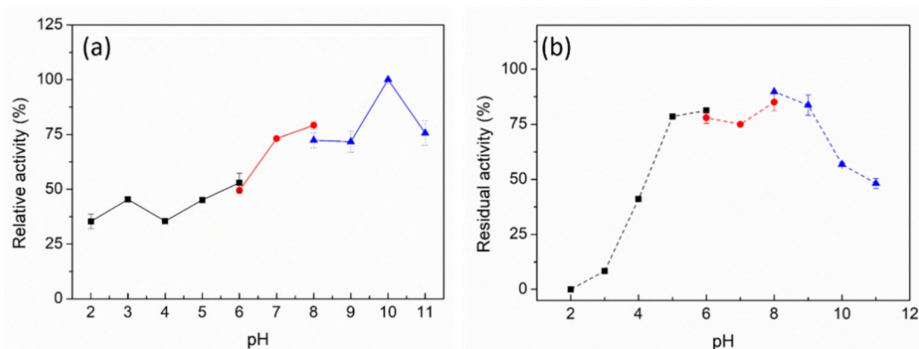 (a)
Relative activity (%)
125
100
75
50
25
0
2 3 4 5 6 7 8 9 10 11
pH
(b)
Residual activity (%)
100
75
50
25
0
2 4 6 8 10 12
pH